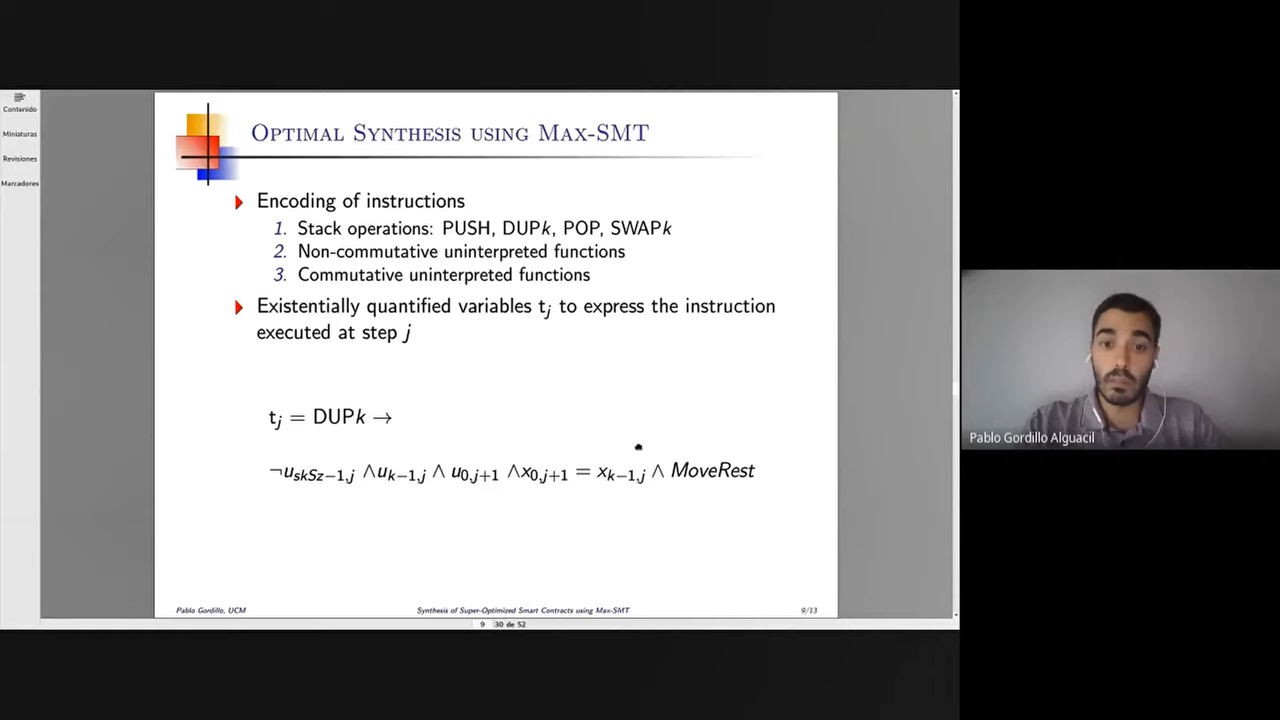 Contenido
Miniaturas
Revisiones
Marcadores
Optimal Synthesis using Max-SMT
Encoding of instructions
1. Stack operations: PUSH, DUPk, POP, SWAPk
2. Non-commutative uninterpreted functions
3. Commutative uninterpreted functions
Existentially quantified variables tⱼ to express the instruction
executed at step j
tⱼ = DUPk →
¬u_{skSz−1,j} ∧ u_{k−1,j} ∧ u_{0,j+1} ∧ x_{0,j+1} = x_{k−1,j} ∧ MoveRest
Pablo Gordillo, UCM
Synthesis of Super-Optimized Smart Contracts using Max-SMT
9/13
9 30 de 52
Pablo Gordillo Alguacil